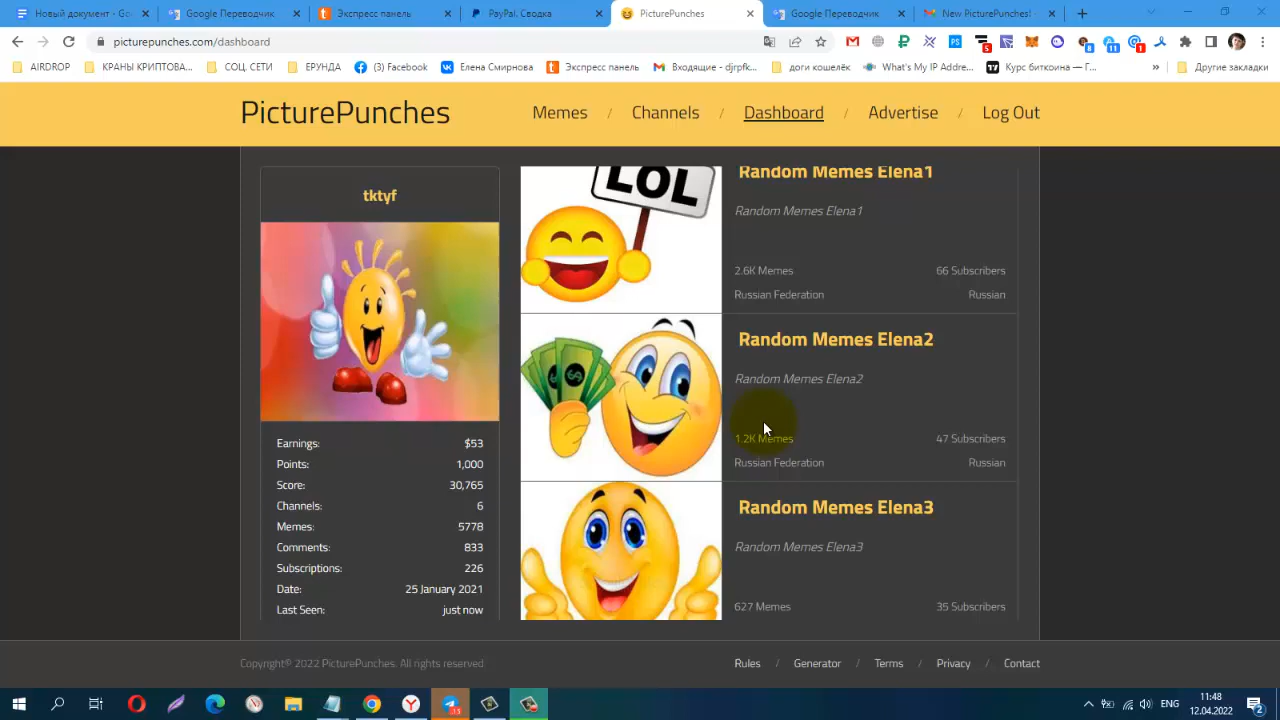 Новый документ - Goo
Google Переводчик
Экспресс панель
PayPal: Сводка
PicturePunches
Google Переводчик
New PicturePunches!
picturepunches.com/dashboard
AIRDROP
КРАНЫ КРИПТОВА...
СОЦ. СЕТИ
ЕРУНДА
(3) Facebook
Елена Смирнова
Экспресс панель
Входящие - djrpfk...
доги кошелёк
What's My IP Addre...
Курс биткоина — Г...
»
Другие закладки
PicturePunches
Memes / Channels / Dashboard / Advertise / Log Out
tktyf
Earnings: $53
Points: 1,000
Score: 30,765
Channels: 6
Memes: 5778
Comments: 833
Subscriptions: 226
Date: 25 January 2021
Last Seen: just now
LOL
Random Memes Elena1
Random Memes Elena1
2.6K Memes 66 Subscribers
Russian Federation Russian
Random Memes Elena2
Random Memes Elena2
1.2K Memes 47 Subscribers
Russian Federation Russian
Random Memes Elena3
Random Memes Elena3
627 Memes 35 Subscribers
Copyright© 2022 PicturePunches. All rights reserved.
Rules / Generator / Terms / Privacy / Contact
ENG
11:48
12.04.2022